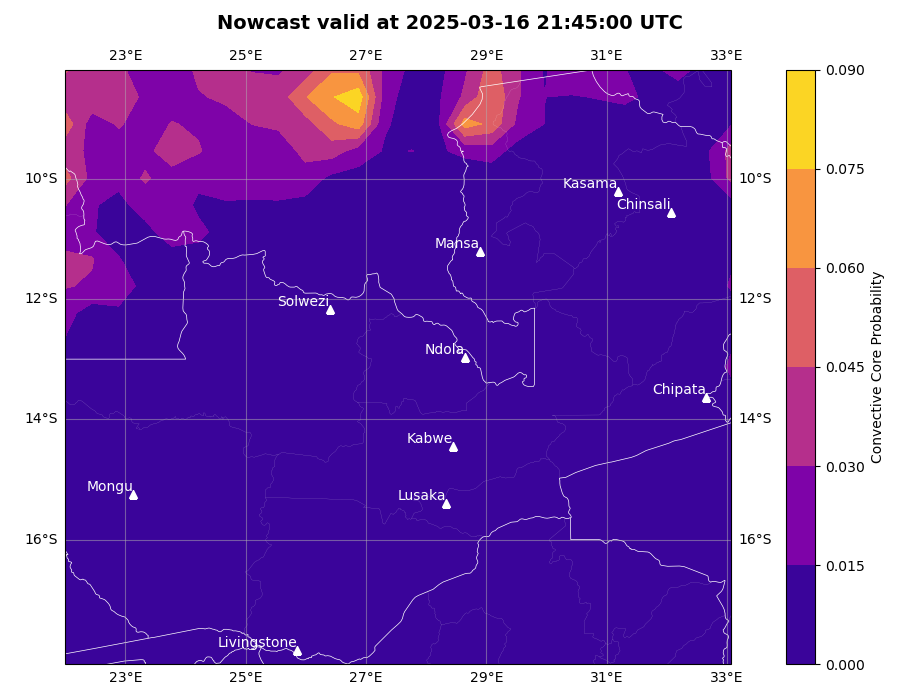 Nowcast valid at 2025-03-16 21:45:00 UTC
23°E 25°E 27°E 29°E 31°E 33°E
0.090
0.075
10°S 10°S
Kasama
Chinsali
Mansa
0.060
12°S 12°S
Solwezi
Ndola
0.045
Chipata
14°S 14°S
Kabwe
0.030
Mongu
Lusaka
16°S 16°S
0.015
Livingstone
0.000
23°E 25°E 27°E 29°E 31°E 33°E
Convective Core Probability